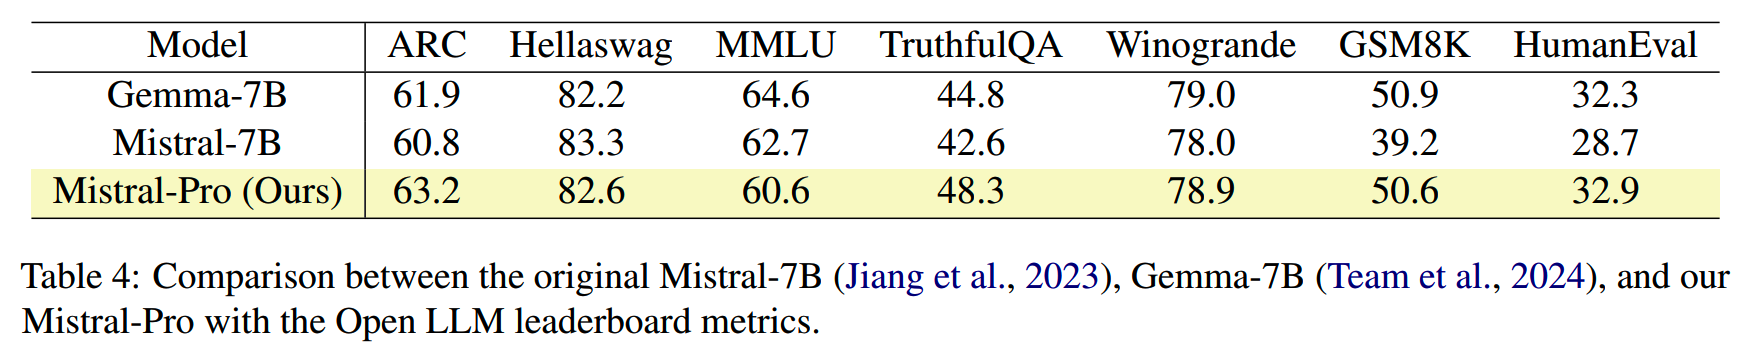 Model ARC Hellaswag MMLU TruthfulQA Winogrande GSM8K HumanEval
Gemma-7B 61.9 82.2 64.6 44.8 79.0 50.9 32.3
Mistral-7B 60.8 83.3 62.7 42.6 78.0 39.2 28.7
Mistral-Pro (Ours) 63.2 82.6 60.6 48.3 78.9 50.6 32.9
Table 4: Comparison between the original Mistral-7B (Jiang et al., 2023), Gemma-7B (Team et al., 2024), and our
Mistral-Pro with the Open LLM leaderboard metrics.